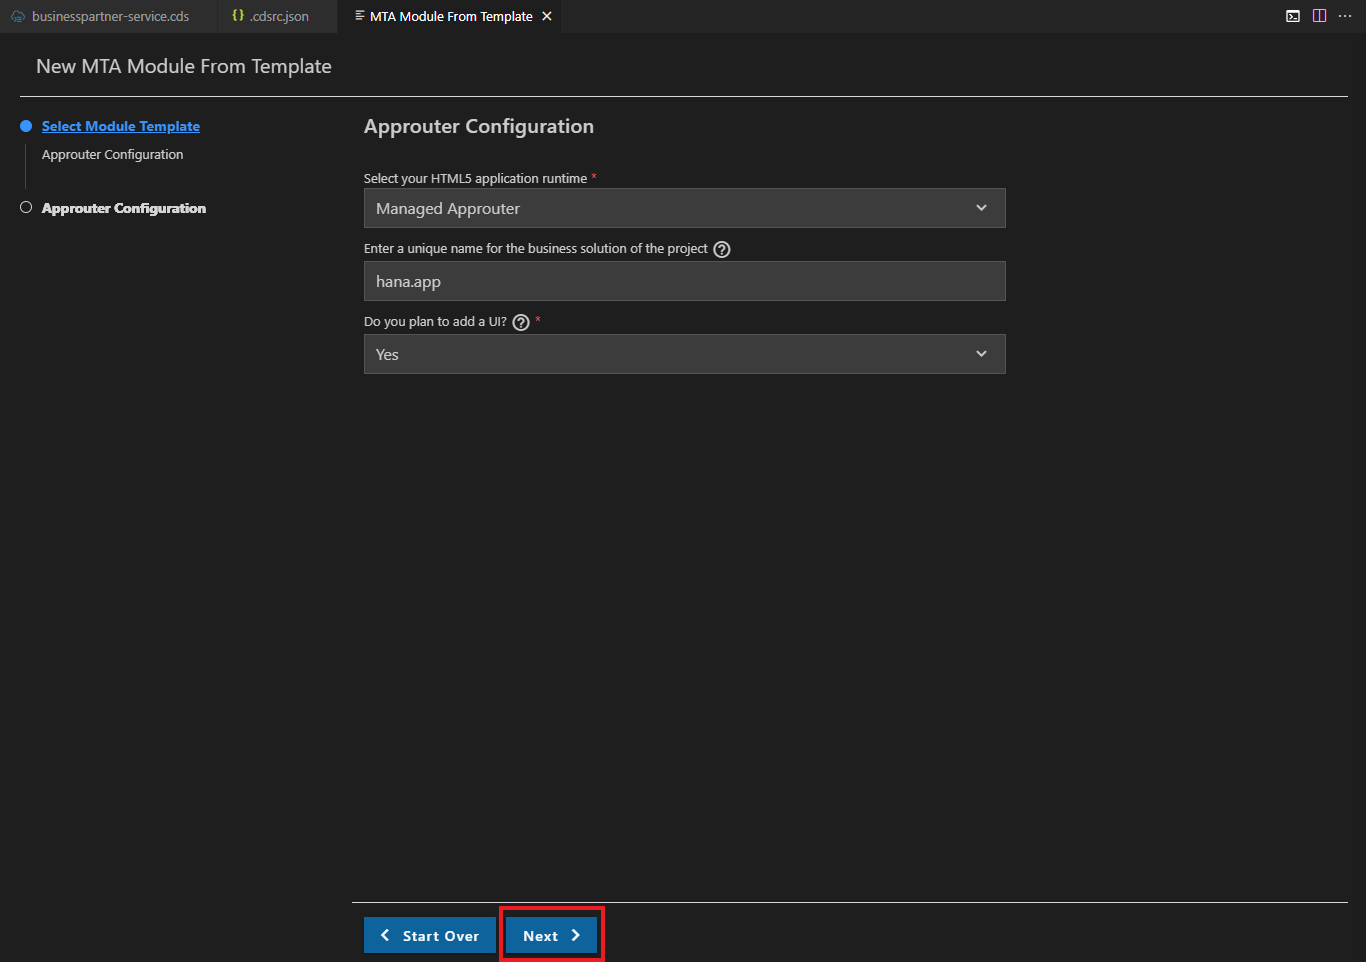 businesspartner-service.cds
{} .cdsrc.json
MTA Module From Template
New MTA Module From Template
Select Module Template
Approuter Configuration
Approuter Configuration
Approuter Configuration
Select your HTML5 application runtime *
Managed Approuter
Enter a unique name for the business solution of the project ?
hana.app
Do you plan to add a UI? ? *
Yes
Start Over
Next